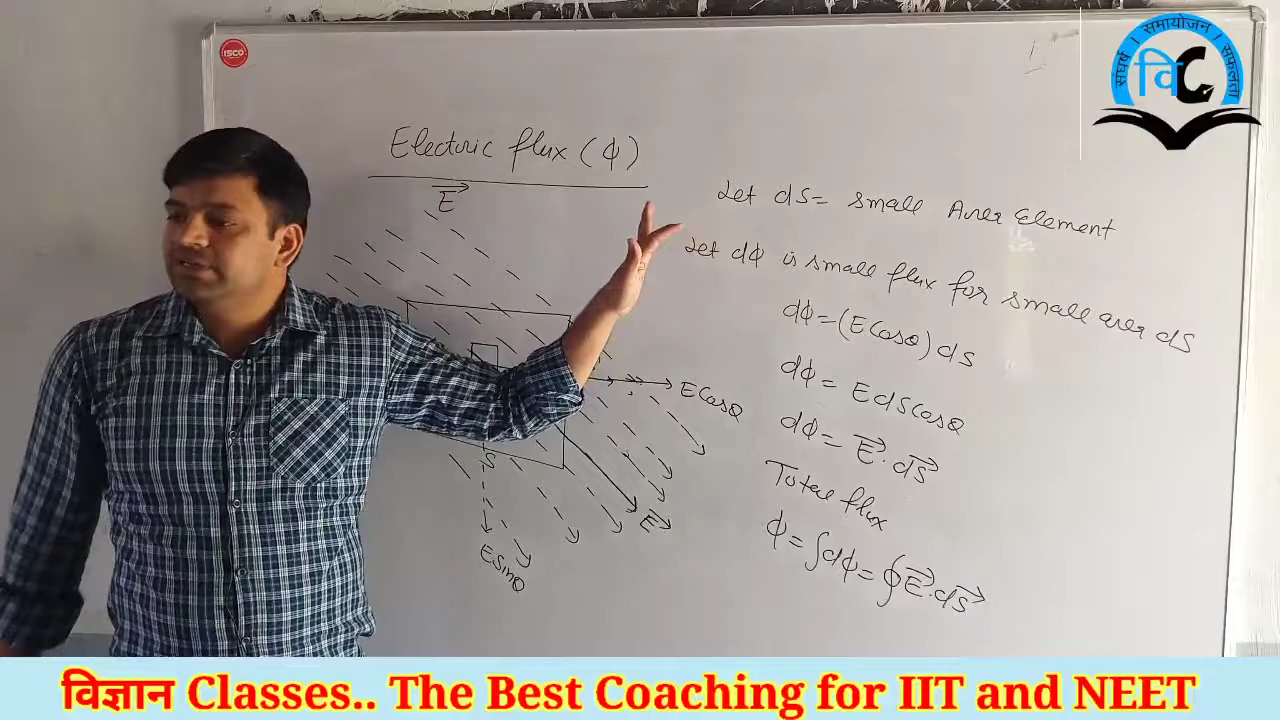 ISCO
संघर्ष । समायोजन । सफलता
वि
Electric flux (ϕ)
E⃗
Let dS = small Area Element
Let dϕ is small flux for small area dS
dϕ = (E Cosθ) dS
E Cosθ
dϕ = E dS Cosθ
dϕ = E⃗ . dS⃗
S
Total flux
E⃗
E Sinθ
ϕ = ∫dϕ = ∮E⃗.dS⃗
विज्ञान Classes.. The Best Coaching for IIT and NEET